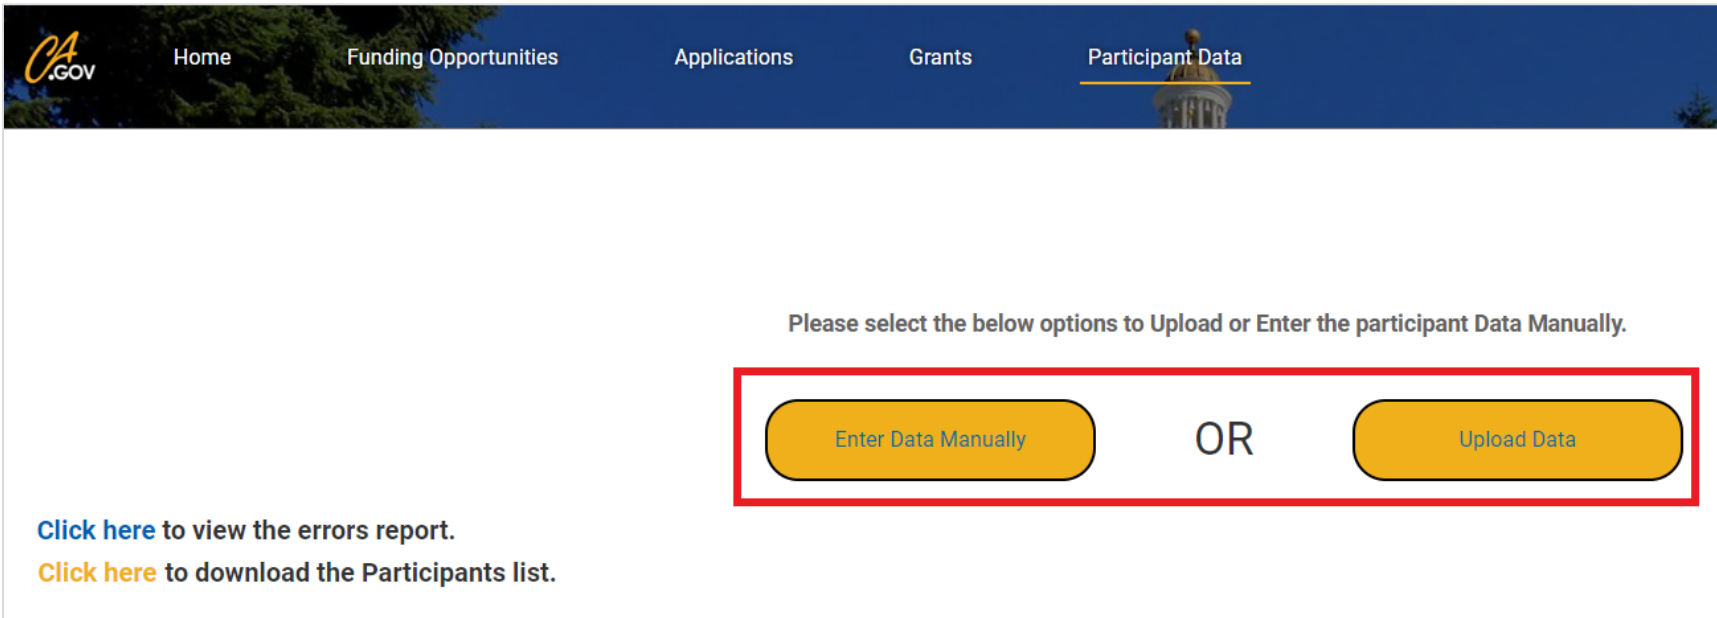 CA.GOV Home Funding Opportunities Applications Grants Participant Data
Please select the below options to Upload or Enter the participant Data Manually.
Enter Data Manually OR Upload Data
Click here to view the errors report.
Click here to download the Participants list.